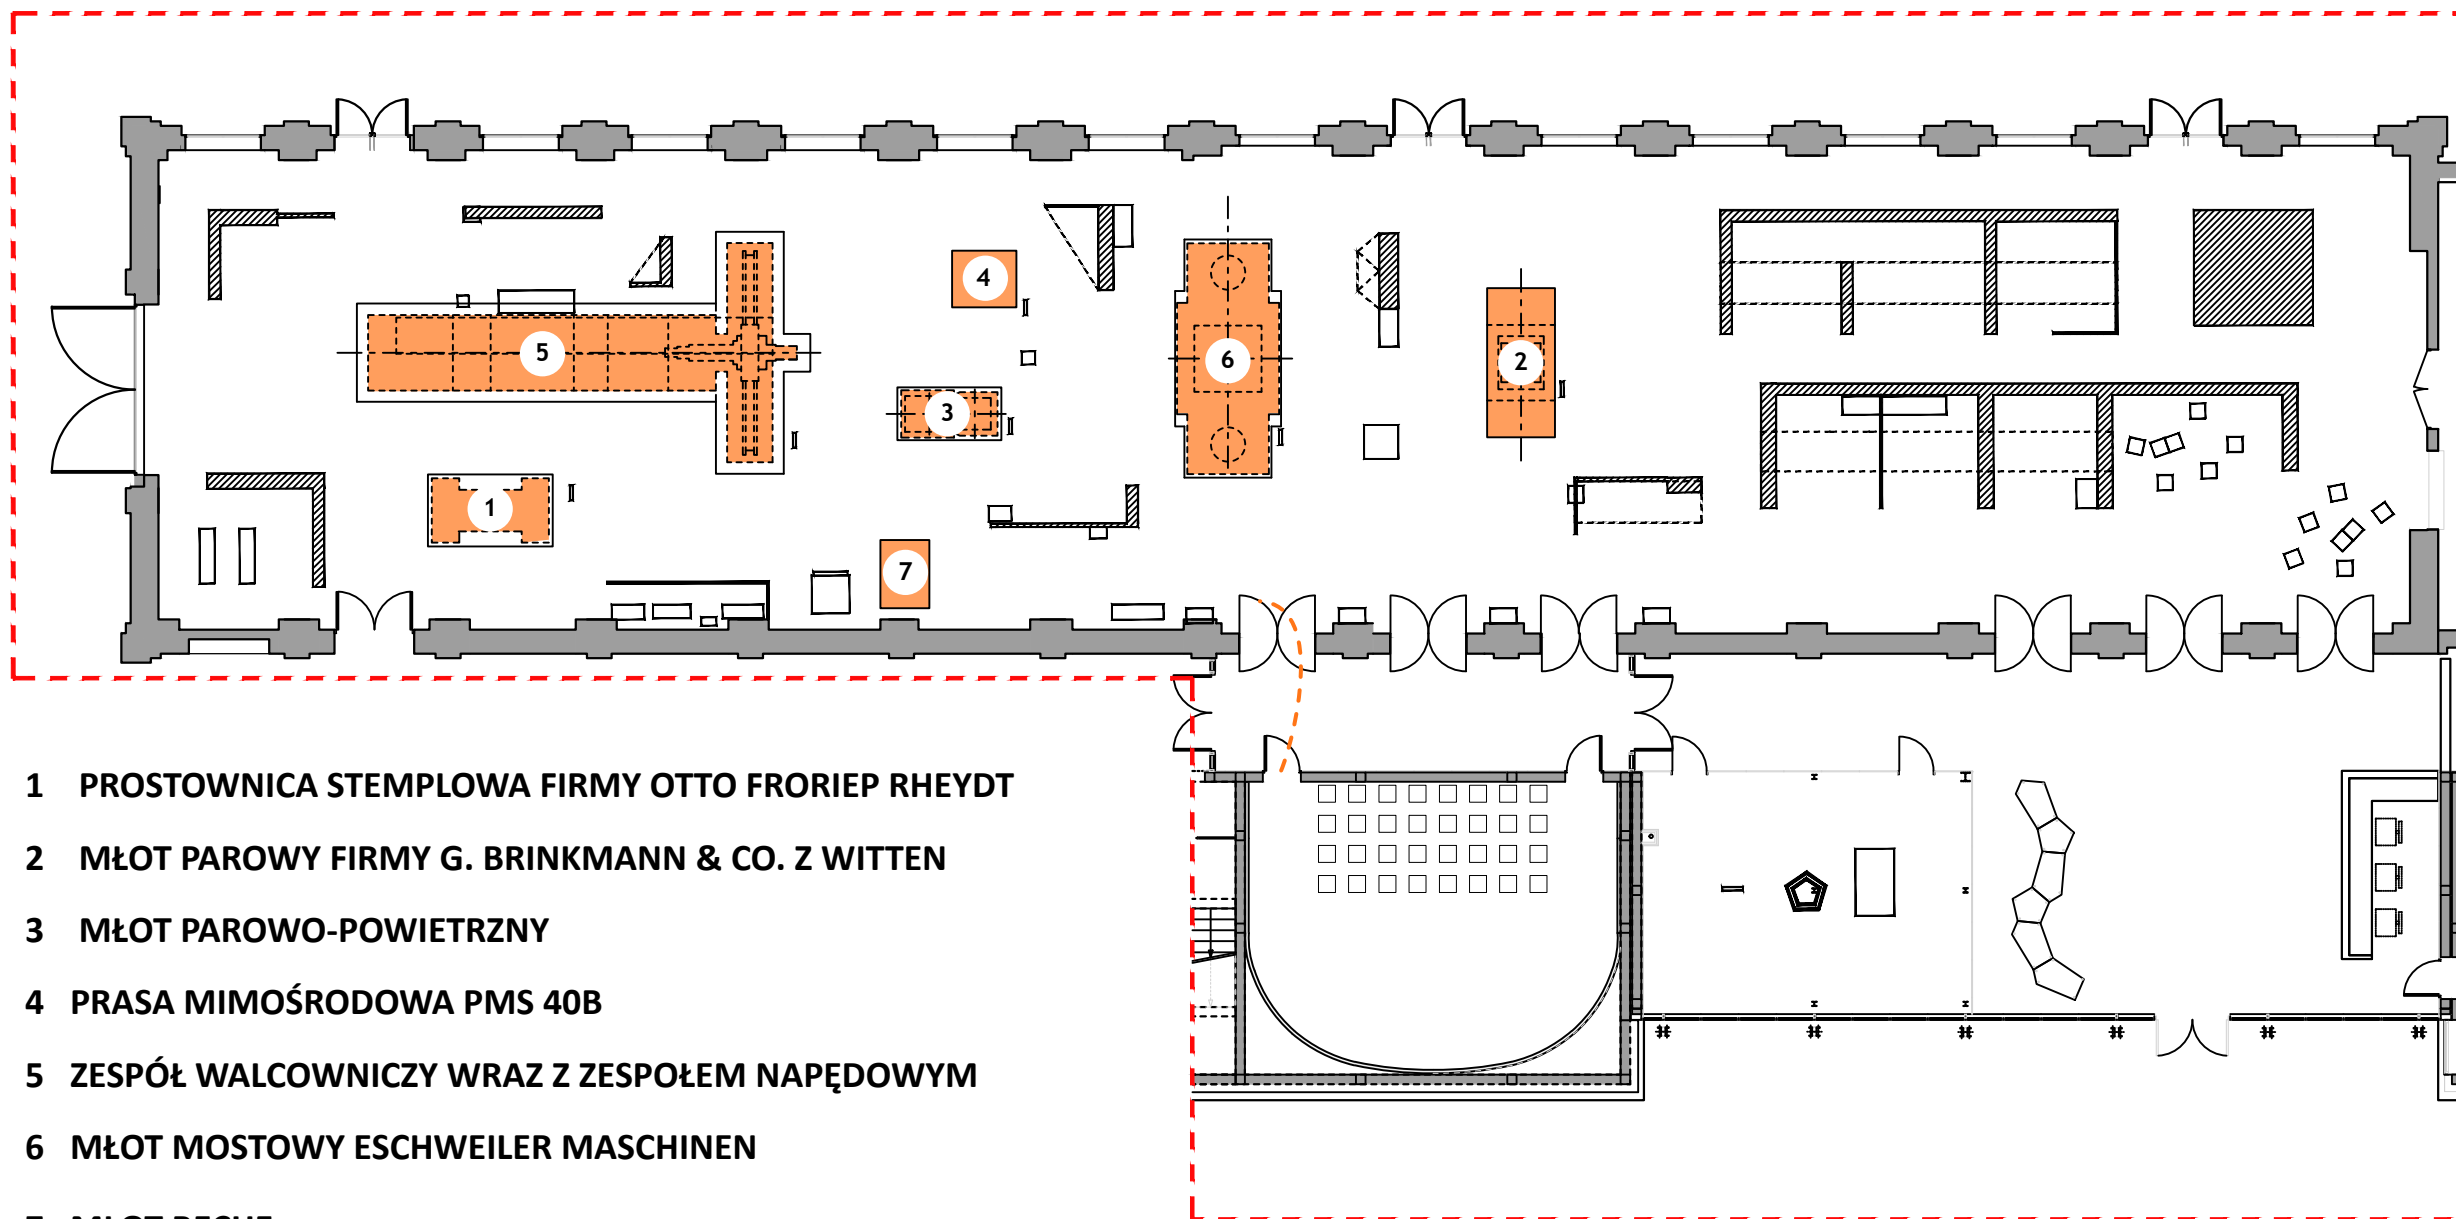 4
5
6
2
3
1
7
1 PROSTOWNICA STEMPLOWA FIRMY OTTO FRORIEP RHEYDT
2 MŁOT PAROWY FIRMY G. BRINKMANN & CO. Z WITTEN
3 MŁOT PAROWO-POWIETRZNY
4 PRASA MIMOŚRODOWA PMS 40B
5 ZESPÓŁ WALCOWNICZY WRAZ Z ZESPOŁEM NAPĘDOWYM
6 MŁOT MOSTOWY ESCHWEILER MASCHINEN
7 MŁOT